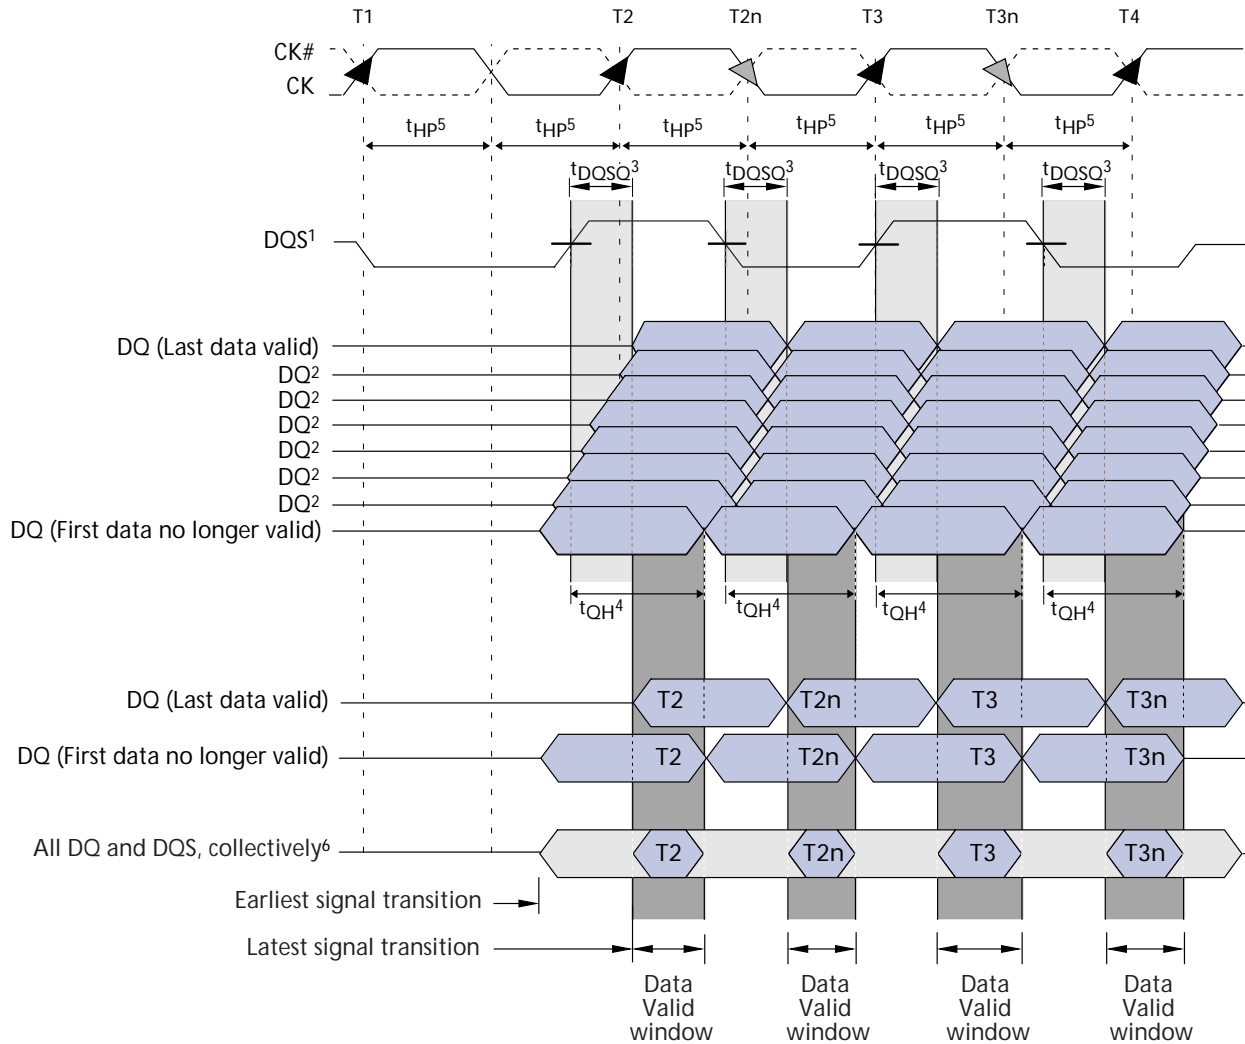 T1 T2 T2n T3 T3n T4
CK#
CK
tHP5 tHP5 tHP5 tHP5 tHP5 tHP5
tDQSQ3 tDQSQ3 tDQSQ3 tDQSQ3
DQS1
DQ (Last data valid)
DQ2
DQ2
DQ2
DQ2
DQ2
DQ2
DQ (First data no longer valid)
tQH4 tQH4 tQH4 tQH4
DQ (Last data valid) T2 T2n T3 T3n
DQ (First data no longer valid) T2 T2n T3 T3n
All DQ and DQS, collectively6 T2 T2n T3 T3n
Earliest signal transition
Latest signal transition
Data Data Data Data
Valid Valid Valid Valid
window window window window